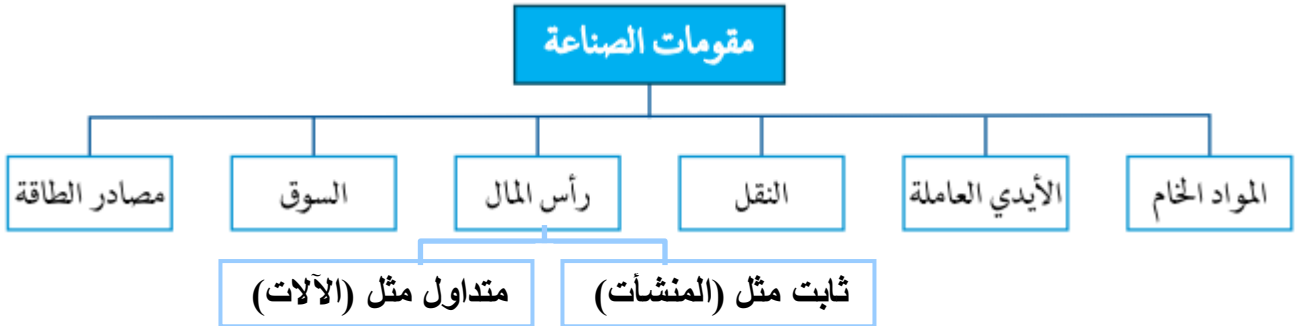 مقومات الصناعة
المواد الخام
الأيدي العاملة
النقل
رأس المال
السوق
مصادر الطاقة
ثابت مثل (المنشأت)
متداول مثل (الآلات)